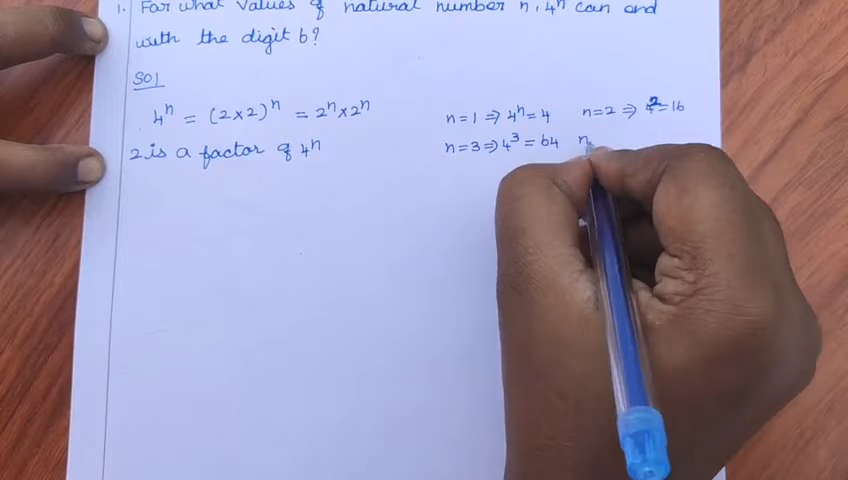 1. For what values of natural number n, 4ⁿ can end
with the digit 6?
Sol
4ⁿ = (2×2)ⁿ = 2ⁿ×2ⁿ
2 is a factor of 4ⁿ
n=1 ⇒ 4ⁿ=4 n=2 ⇒ 4²=16
n=3 ⇒ 4³ = 64 n